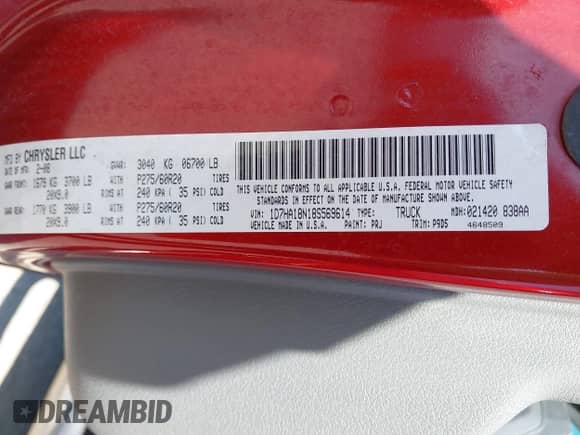 MFD BY CHRYSLER LLC
DATE OF MFR: 2-08 GVWR: 3040 KG 06700 LB
GAWR FRONT: 1679 KG 3700 LB WITH P275/60R20 TIRES
20X9.0 RIMS AT 240 KPA ( 35 PSI) COLD
GAWR REAR: 1770 KG 3900 LB WITH P275/60R20 TIRES
20X9.0 RIMS AT 240 KPA ( 35 PSI) COLD
THIS VEHICLE CONFORMS TO ALL APPLICABLE U.S.A. FEDERAL MOTOR VEHICLE SAFETY
STANDARDS IN EFFECT ON THE DATE OF MANUFACTURE SHOWN ABOVE.
VIN: 1D7HA18N18S569614 TYPE: TRUCK MDH: 021420 838AA
VEHICLE MADE IN U.S.A. PAINT: PRJ TRIM: P9D5 4648509
DREAMBID